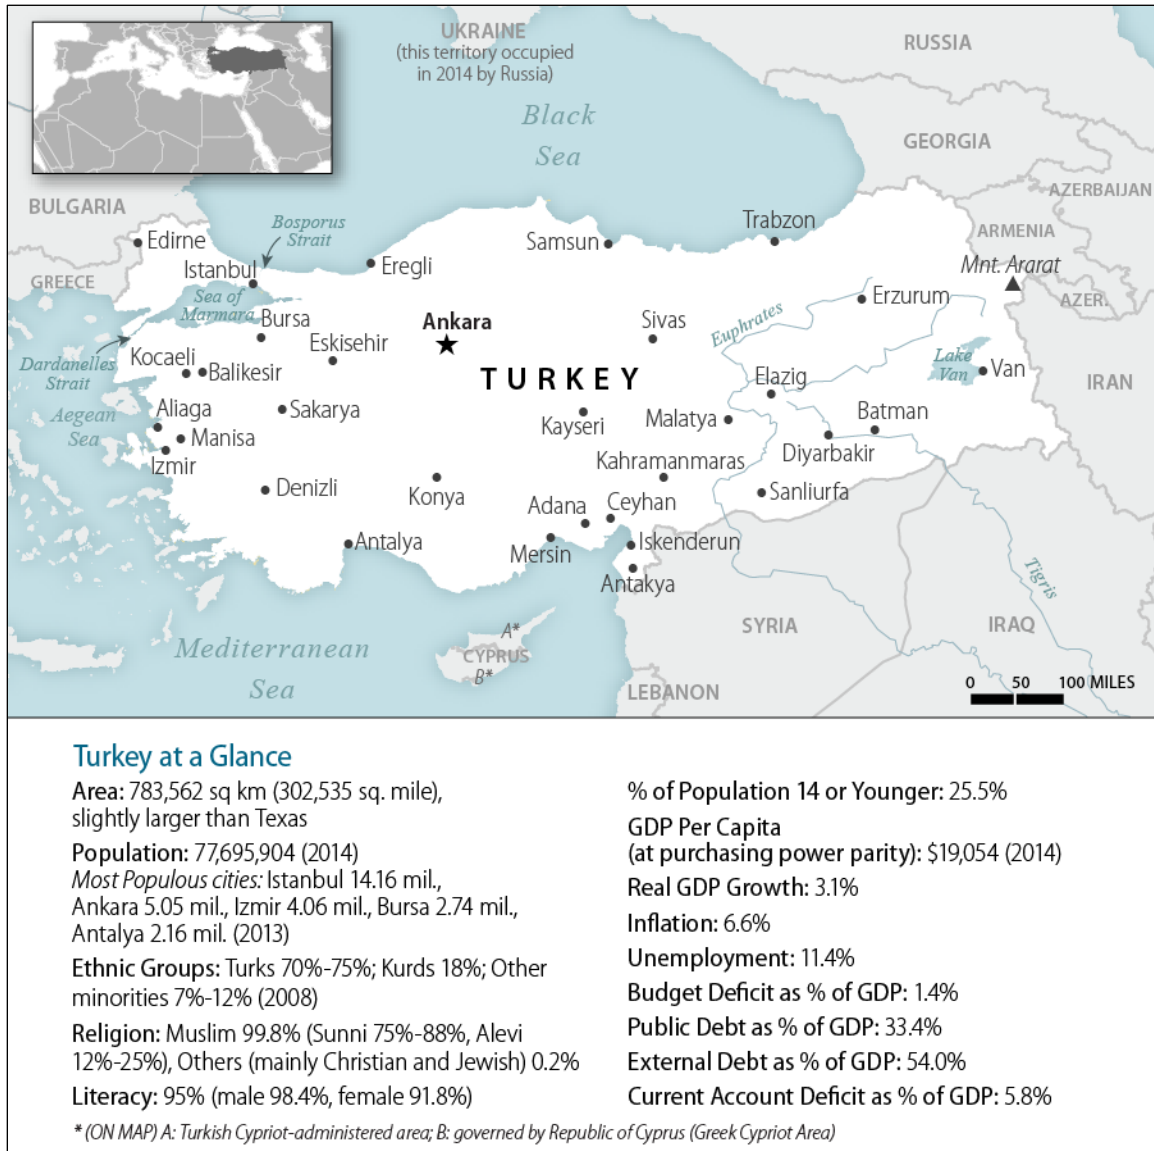 UKRAINE
(this territory occupied
in 2014 by Russia)
RUSSIA
Black
Sea
GEORGIA
AZERBAIJAN
BULGARIA
Bosporus
Strait
Trabzon
Edirne
Samsun
ARMENIA
Istanbul
Eregli
Mnt. Ararat
GREECE
Sea of
Marmara
Erzurum
AZER.
Bursa
Ankara
Sivas
Euphrates
Dardanelles
Strait
Kocaeli
Eskisehir
Balikesir
TURKEY
Elazig
Lake
Van
Van
IRAN
Aegean
Sea
Aliaga
Sakarya
Kayseri
Malatya
Batman
Manisa
Izmir
Diyarbakir
Kahramanmaras
Denizli
Konya
Sanliurfa
Adana
Ceyhan
Antalya
Mersin
Iskenderun
Antakya
Tigris
Mediterranean
Sea
A*
CYPRUS
B*
SYRIA
IRAQ
LEBANON
0 50 100 MILES
Turkey at a Glance
Area: 783,562 sq km (302,535 sq. mile),
slightly larger than Texas
Population: 77,695,904 (2014)
Most Populous cities: Istanbul 14.16 mil.,
Ankara 5.05 mil., Izmir 4.06 mil., Bursa 2.74 mil.,
Antalya 2.16 mil. (2013)
Ethnic Groups: Turks 70%-75%; Kurds 18%; Other
minorities 7%-12% (2008)
Religion: Muslim 99.8% (Sunni 75%-88%, Alevi
12%-25%), Others (mainly Christian and Jewish) 0.2%
Literacy: 95% (male 98.4%, female 91.8%)
% of Population 14 or Younger: 25.5%
GDP Per Capita
(at purchasing power parity): $19,054 (2014)
Real GDP Growth: 3.1%
Inflation: 6.6%
Unemployment: 11.4%
Budget Deficit as % of GDP: 1.4%
Public Debt as % of GDP: 33.4%
External Debt as % of GDP: 54.0%
Current Account Deficit as % of GDP: 5.8%
* (ON MAP) A: Turkish Cypriot-administered area; B: governed by Republic of Cyprus (Greek Cypriot Area)